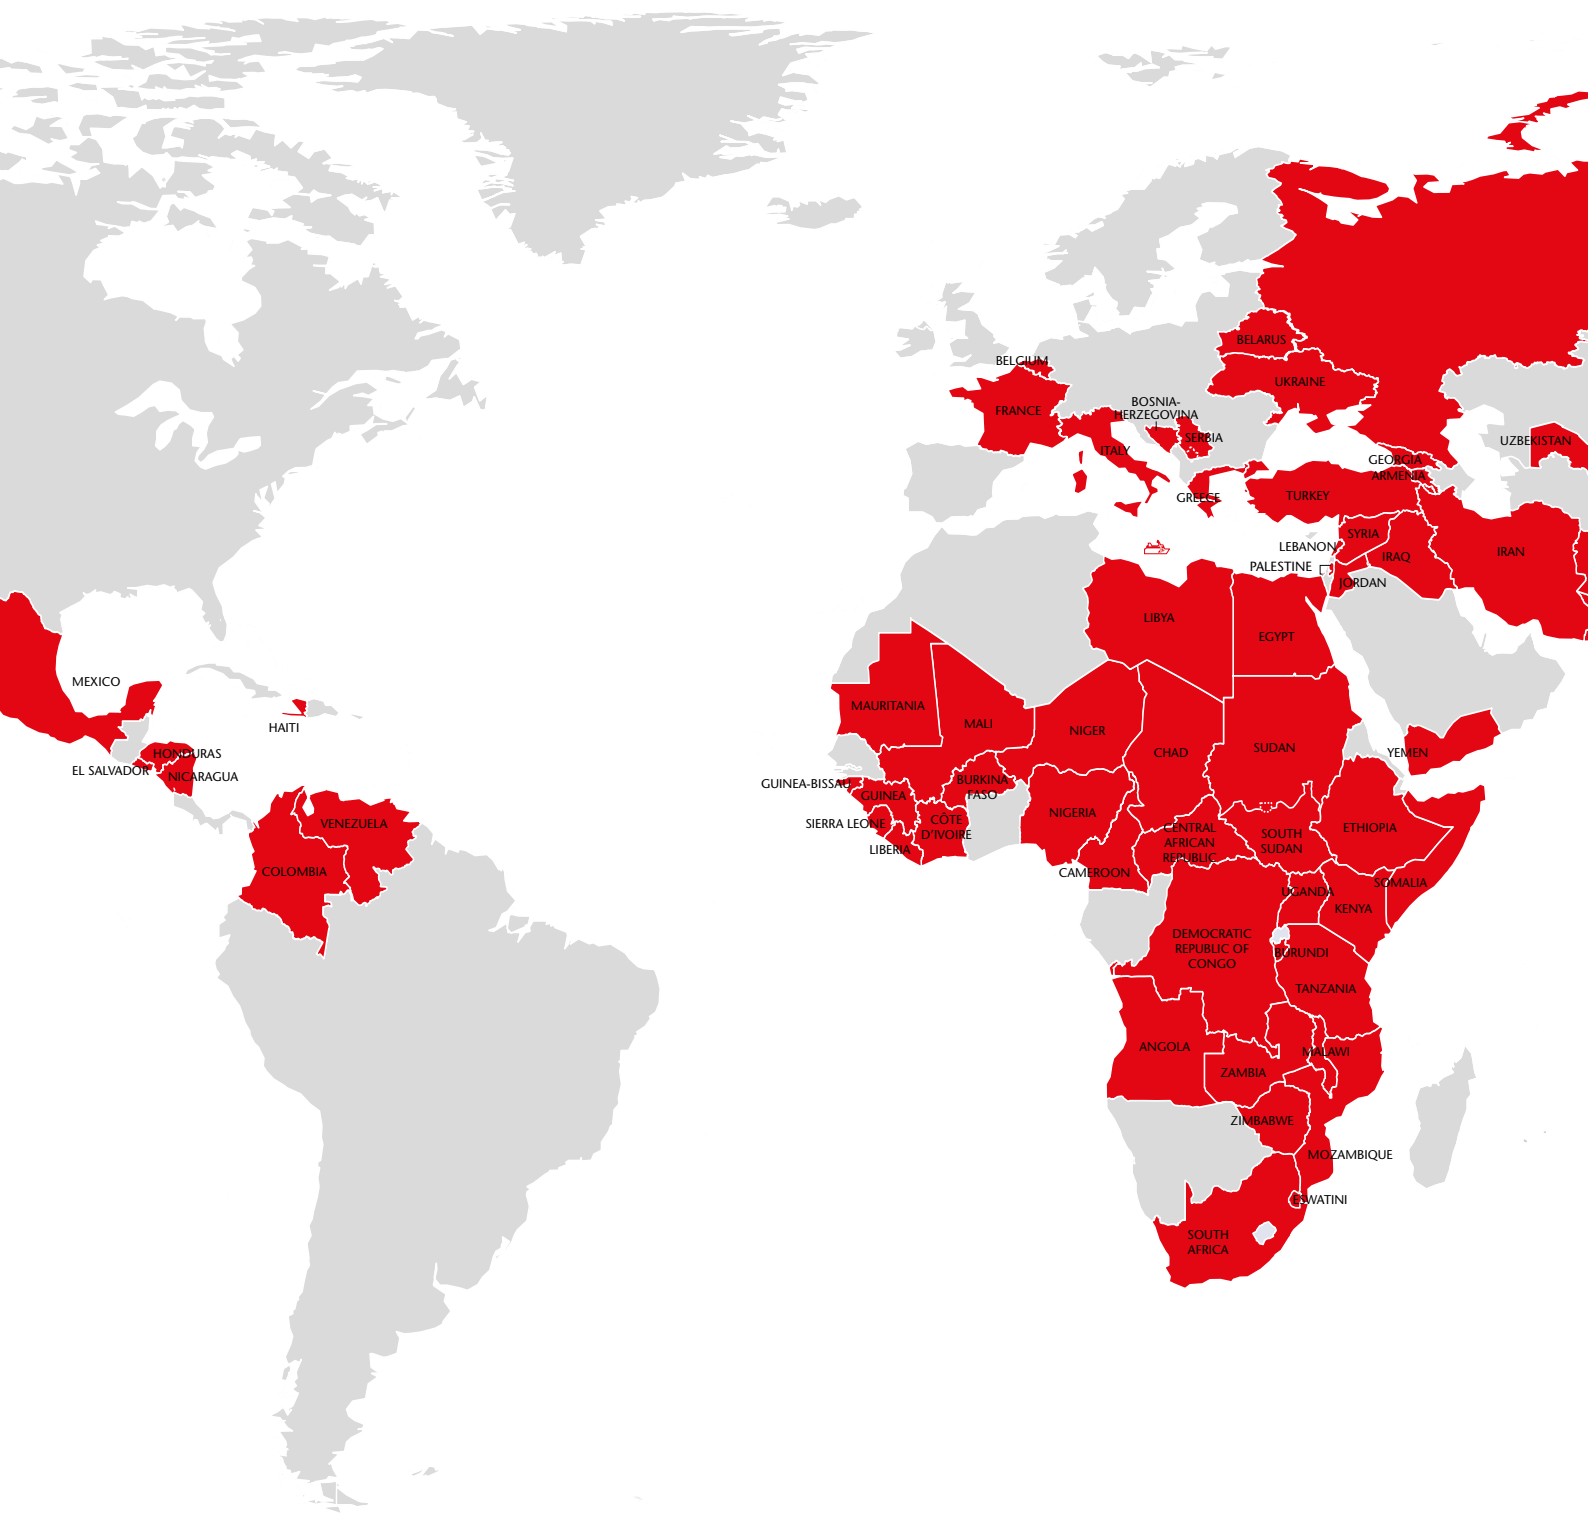 BELARUS
BELGIUM
UKRAINE
BOSNIA-
HERZEGOVINA
FRANCE
SERBIA
UZBEKISTAN
ITALY
GEORGIA
ARMENIA
GREECE
TURKEY
SYRIA
LEBANON
IRAQ
IRAN
PALESTINE
JORDAN
LIBYA
EGYPT
MEXICO
MAURITANIA
HAITI
MALI
NIGER
CHAD
SUDAN
YEMEN
HONDURAS
EL SALVADOR
NICARAGUA
GUINEA-BISSAU
BURKINA
FASO
GUINEA
NIGERIA
VENEZUELA
SIERRA LEONE
CÔTE
D'IVOIRE
CENTRAL
AFRICAN
REPUBLIC
SOUTH
SUDAN
ETHIOPIA
LIBERIA
COLOMBIA
CAMEROON
SOMALIA
UGANDA
KENYA
DEMOCRATIC
REPUBLIC OF
CONGO
BURUNDI
TANZANIA
ANGOLA
MALAWI
ZAMBIA
ZIMBABWE
MOZAMBIQUE
ESWATINI
SOUTH
AFRICA